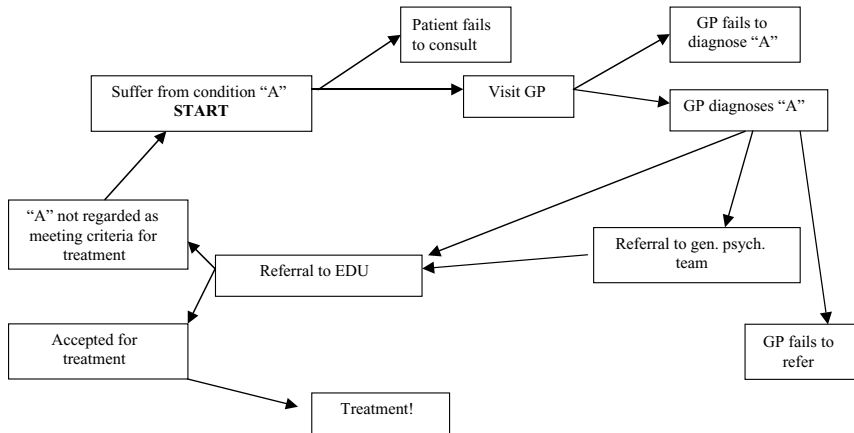 Patient fails
to consult
GP fails to
diagnose “A”
Suffer from condition “A”
START
Visit GP
GP diagnoses “A”
“A” not regarded as
meeting criteria for
treatment
Referral to EDU
Referral to gen. psych.
team
Accepted for
treatment
GP fails to
refer
Treatment!